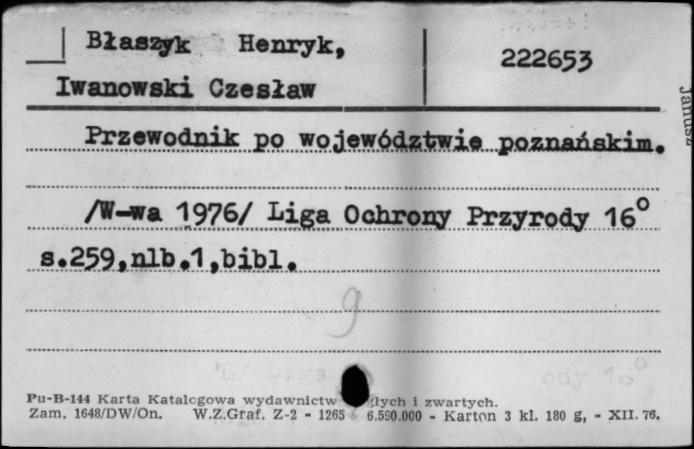 Błaszyk Henryk,
222653
Iwanowski Czesław
Przewodnik po województwie poznańskim.
/W-wa 1976/ Liga Ochrony Przyrody 16°
s.259,nlb.1,bibl.
9
Pu-B-144 Karta Katalogowa wydawnictw głych i zwartych.
Zam. 1648/DW/On. W.Z.Graf. Z-2 - 1265 6.590.000 - Karton 3 kl. 180 g, - XII. 76.
Janusz